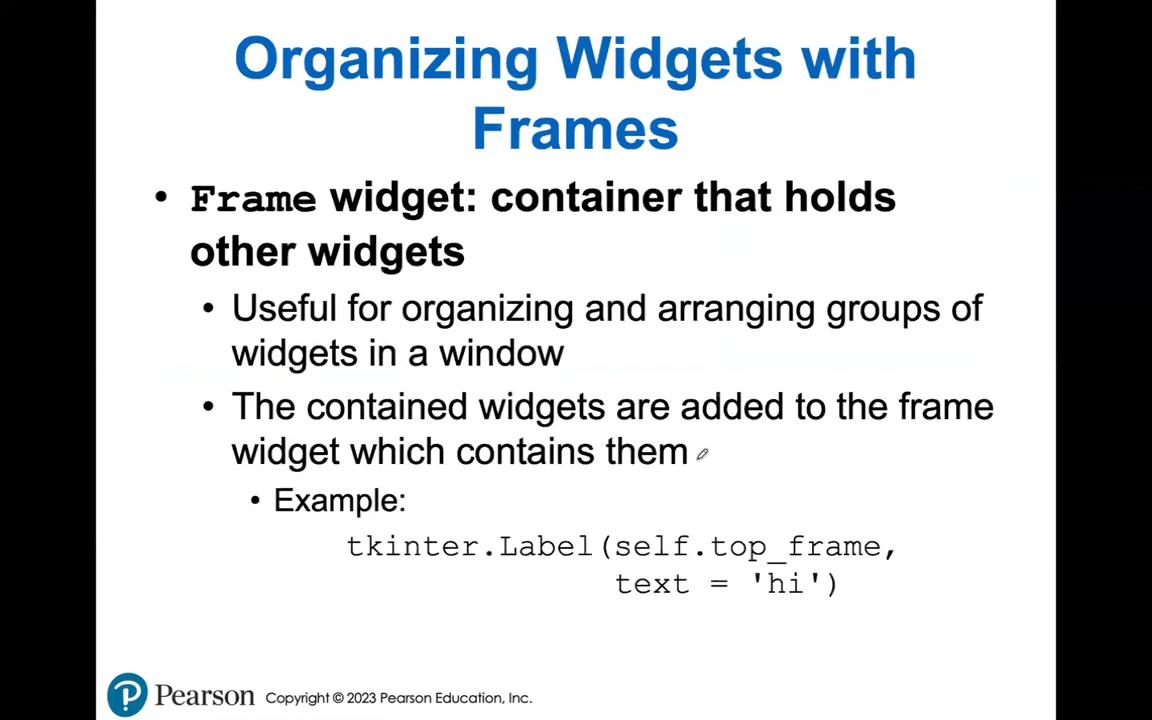 Organizing Widgets with
Frames
• Frame widget: container that holds
other widgets
• Useful for organizing and arranging groups of
widgets in a window
• The contained widgets are added to the frame
widget which contains them
• Example:
tkinter.Label(self.top_frame,
text = 'hi')
P Pearson Copyright © 2023 Pearson Education, Inc.